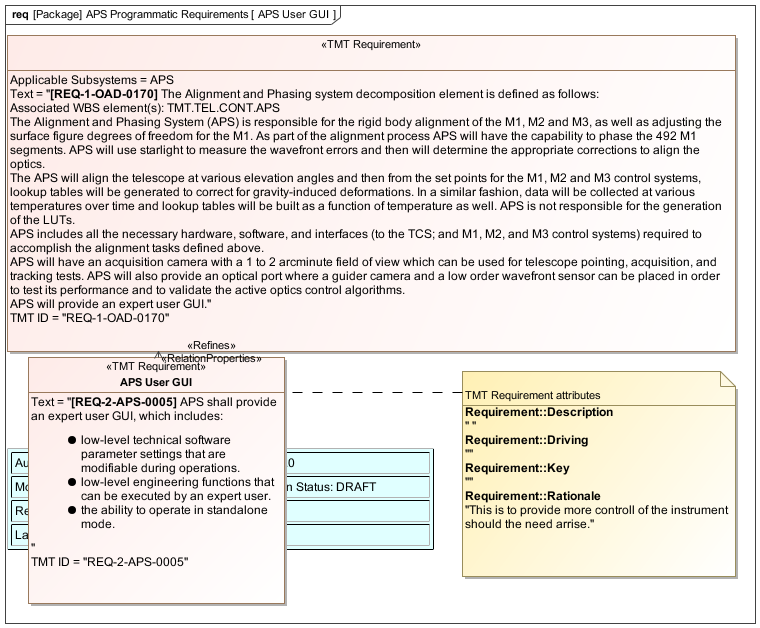 req [Package] APS Programmatic Requirements [ APS User GUI ]
«TMT Requirement»
Applicable Subsystems = APS
Text = "[REQ-1-OAD-0170] The Alignment and Phasing system decomposition element is defined as follows:
Associated WBS element(s): TMT.TEL.CONT.APS
The Alignment and Phasing System (APS) is responsible for the rigid body alignment of the M1, M2 and M3, as well as adjusting the
surface figure degrees of freedom for the M1. As part of the alignment process APS will have the capability to phase the 492 M1
segments. APS will use starlight to measure the wavefront errors and then will determine the appropriate corrections to align the
optics.
The APS will align the telescope at various elevation angles and then from the set points for the M1, M2 and M3 control systems,
lookup tables will be generated to correct for gravity-induced deformations. In a similar fashion, data will be collected at various
temperatures over time and lookup tables will be built as a function of temperature as well. APS is not responsible for the generation
of the LUTs.
APS includes all the necessary hardware, software, and interfaces (to the TCS; and M1, M2, and M3 control systems) required to
accomplish the alignment tasks defined above.
APS will have an acquisition camera with a 1 to 2 arcminute field of view which can be used for telescope pointing, acquisition, and
tracking tests. APS will also provide an optical port where a guider camera and a low order wavefront sensor can be placed in order
to test its performance and to validate the active optics control algorithms.
APS will provide an expert user GUI."
TMT ID = "REQ-1-OAD-0170"
«Refines»
«RelationProperties»
«TMT Requirement»
APS User GUI
Text = "[REQ-2-APS-0005] APS shall provide
an expert user GUI, which includes:
● low-level technical software
parameter settings that are
modifiable during operations.
● low-level engineering functions that
can be executed by an expert user.
● the ability to operate in standalone
mode.
"
TMT ID = "REQ-2-APS-0005"
Au
0
Mo
n Status: DRAFT
Re
La
TMT Requirement attributes
Requirement::Description
" "
Requirement::Driving
""
Requirement::Key
""
Requirement::Rationale
"This is to provide more controll of the instrument
should the need arrise."